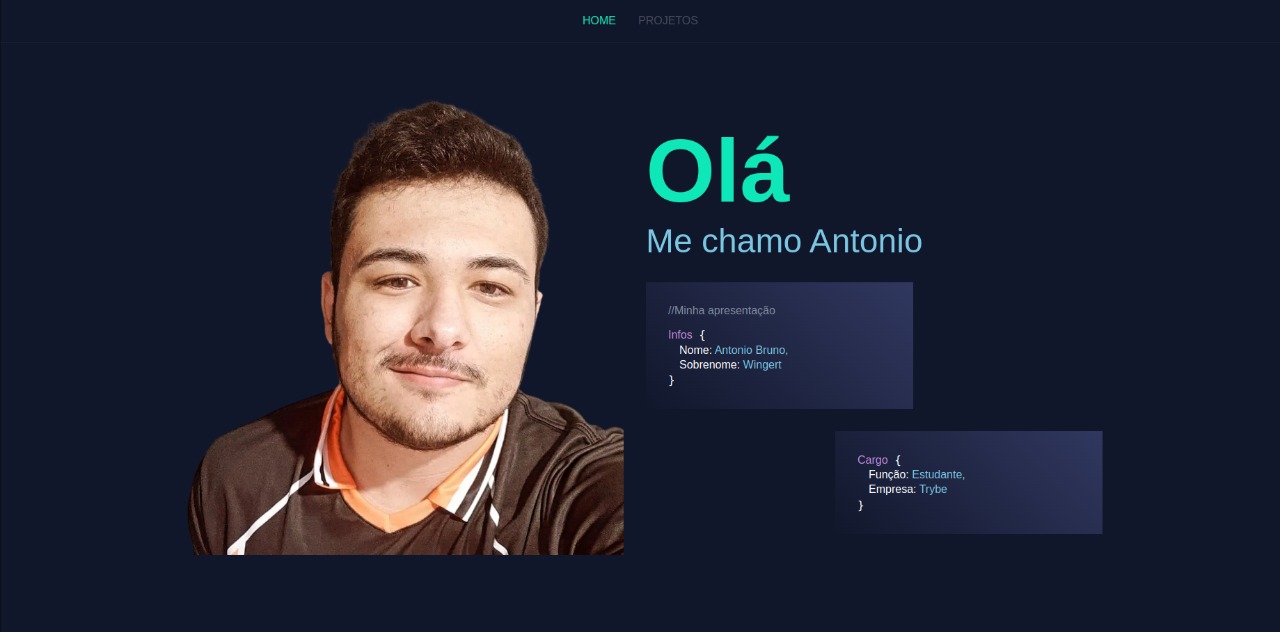 HOME PROJETOS
Olá
Me chamo Antonio
//Minha apresentação
Infos {
Nome: Antonio Bruno,
Sobrenome: Wingert
}
Cargo {
Função: Estudante,
Empresa: Trybe
}